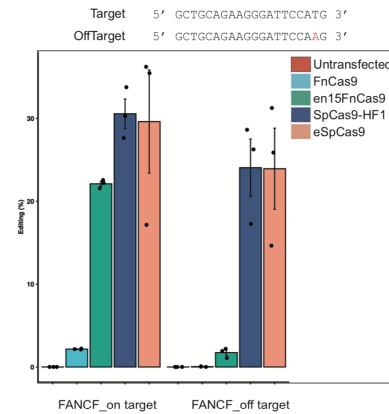 Target 5′ GCTGCAGAAGGGATTCCATG 3′
OffTarget 5′ GCTGCAGAAGGGATTCCAAG 3′
Untransfected
FnCas9
en15FnCas9
SpCas9-HF1
eSpCas9
Editing (%)
30
20
10
0
FANCF_on target FANCF_off target